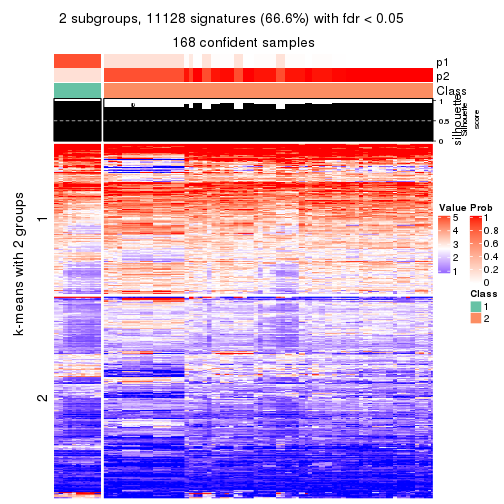 2 subgroups, 11128 signatures (66.6%) with fdr < 0.05
168 confident samples
p1
p2
Class
1
0.5
0
silhouette
Silhouette
score
k-means with 2 groups
1
2
Value
5
4
3
2
1
Prob
1
0.8
0.6
0.4
0.2
0
Class
1
2